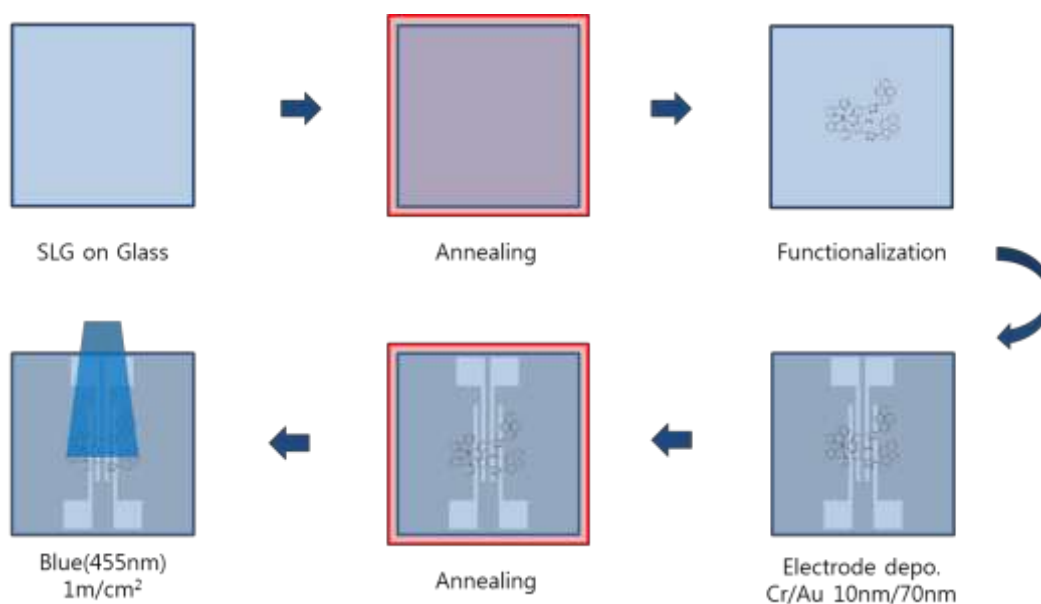 SLG on Glass
Annealing
Functionalization
Blue(455nm)
1m/cm²
Annealing
Electrode depo.
Cr/Au 10nm/70nm